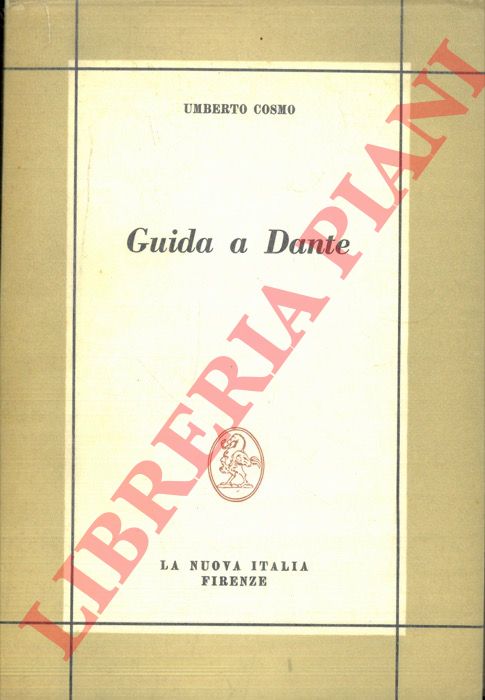 UMBERTO COSMO
Guida a Dante
LA NUOVA ITALIA
FIRENZE
LIBRERIA PIANI